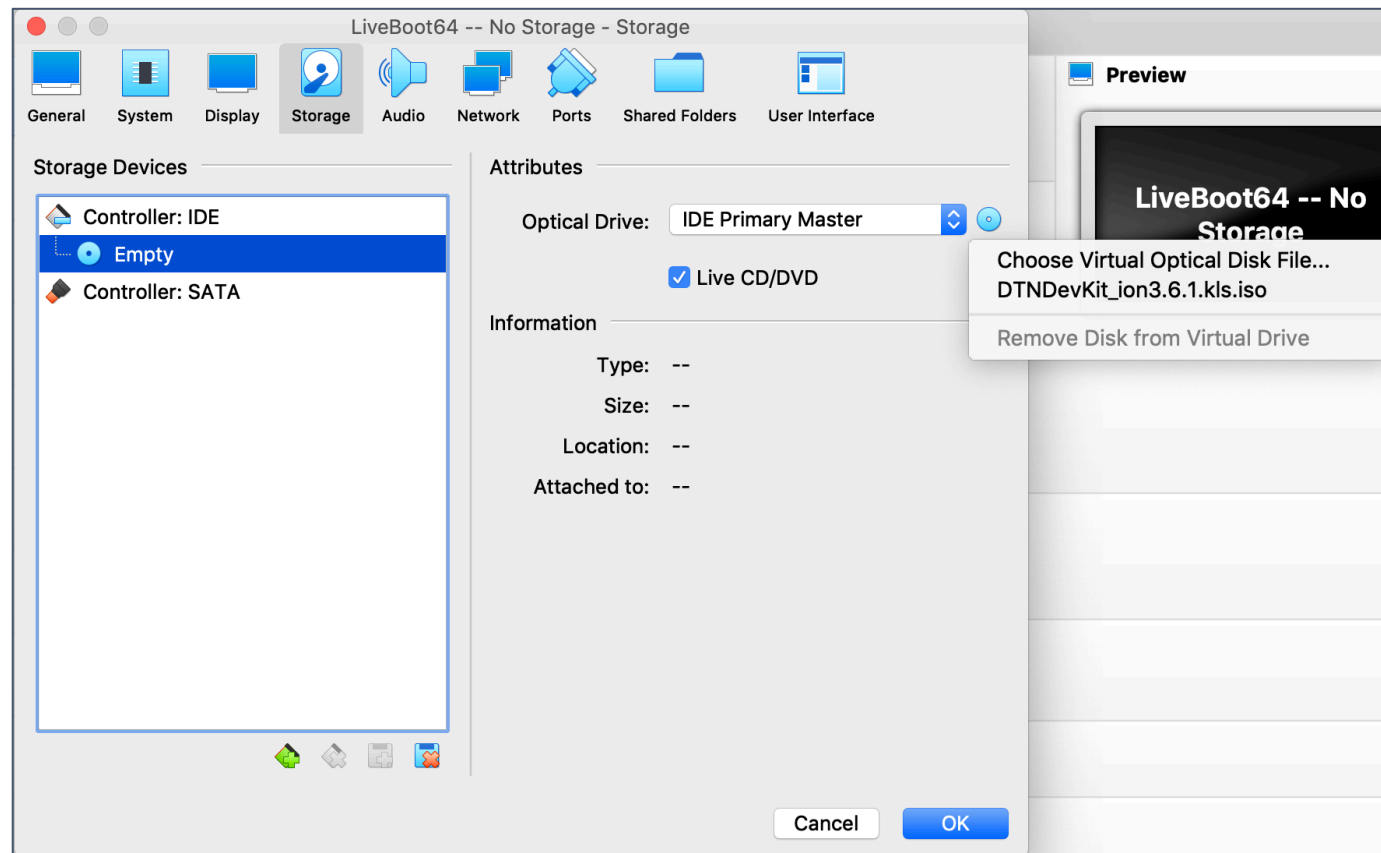 LiveBoot64 -- No Storage - Storage
General System Display Storage Audio Network Ports Shared Folders User Interface
Storage Devices
Controller: IDE
Empty
Controller: SATA
Attributes
Optical Drive: IDE Primary Master
Live CD/DVD
Information
Type: --
Size: --
Location: --
Attached to: --
Cancel OK
Preview
LiveBoot64 -- No
Storage
Choose Virtual Optical Disk File...
DTNDevKit_ion3.6.1.kls.iso
Remove Disk from Virtual Drive